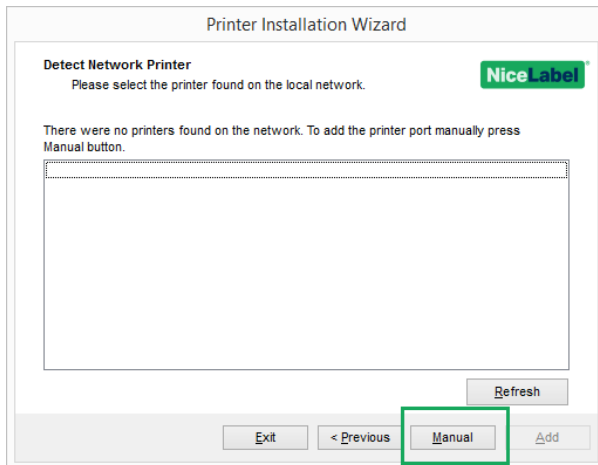 Printer Installation Wizard
Detect Network Printer
Please select the printer found on the local network.
NiceLabel
There were no printers found on the network. To add the printer port manually press
Manual button.
Refresh
Exit
< Previous
Manual
Add